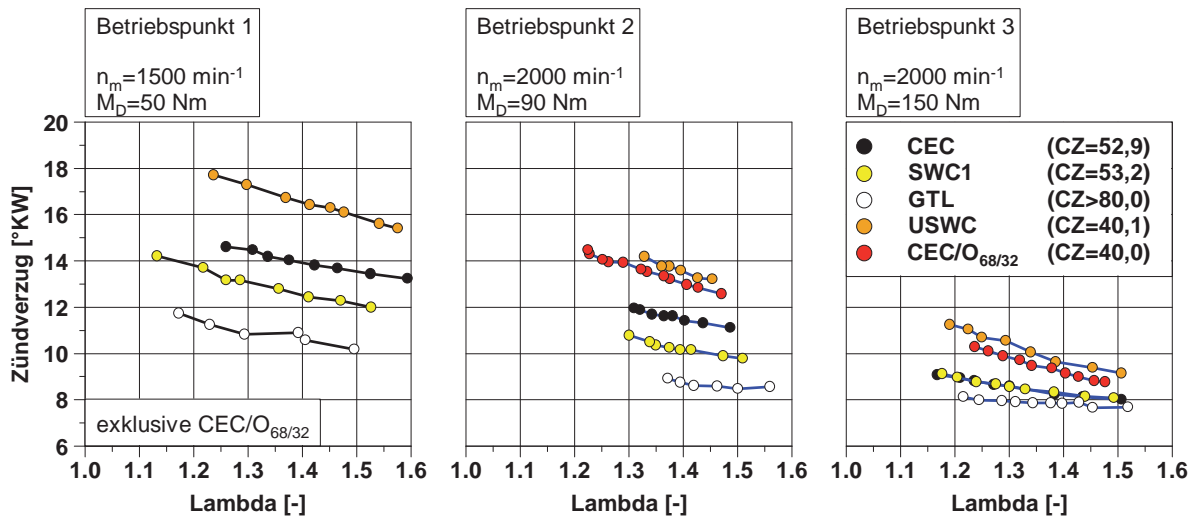 Betriebspunkt 1
n_m=1500 min⁻¹
M_D=50 Nm
Betriebspunkt 2
n_m=2000 min⁻¹
M_D=90 Nm
Betriebspunkt 3
n_m=2000 min⁻¹
M_D=150 Nm
Zündverzug [°KW]
20
18
16
14
12
10
8
6
exklusive CEC/O₆₈/₃₂
CEC (CZ=52,9)
SWC1 (CZ=53,2)
GTL (CZ>80,0)
USWC (CZ=40,1)
CEC/O₆₈/₃₂ (CZ=40,0)
1.0 1.1 1.2 1.3 1.4 1.5 1.6
Lambda [-]
1.0 1.1 1.2 1.3 1.4 1.5 1.6
Lambda [-]
1.0 1.1 1.2 1.3 1.4 1.5 1.6
Lambda [-]